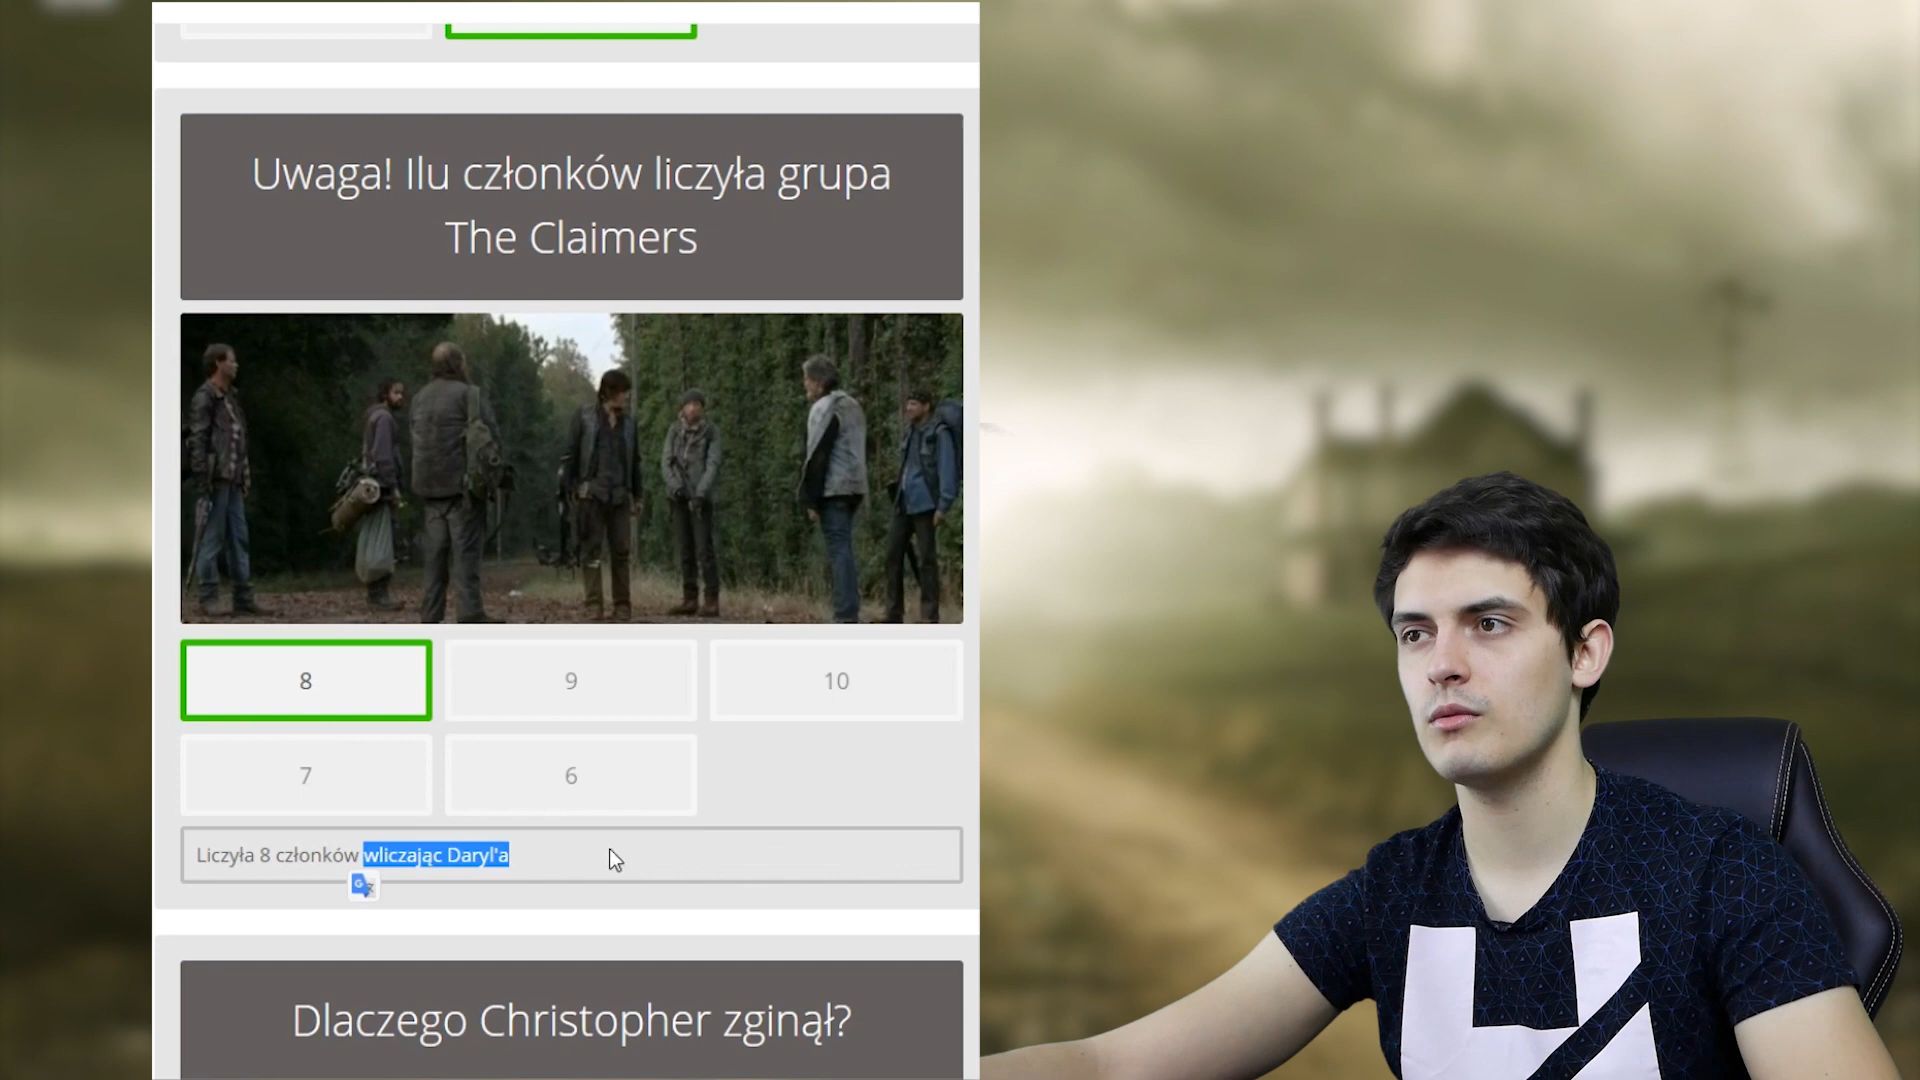 Uwaga! Ilu członków liczyła grupa
The Claimers
8
9
10
7
6
Liczyła 8 członków wliczając Daryl'a
Dlaczego Christopher zginął?